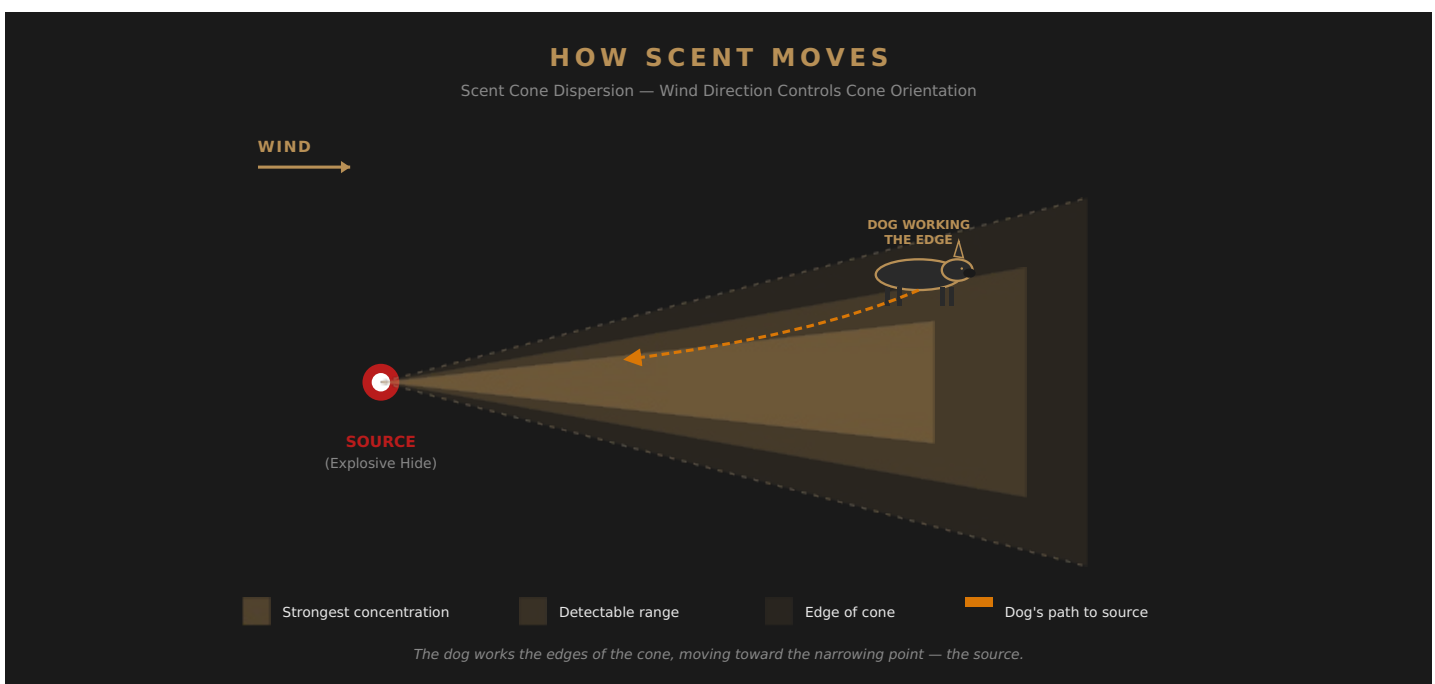 HOW SCENT MOVES
Scent Cone Dispersion — Wind Direction Controls Cone Orientation
WIND
DOG WORKING
THE EDGE
SOURCE
(Explosive Hide)
Strongest concentration
Detectable range
Edge of cone
Dog's path to source
The dog works the edges of the cone, moving toward the narrowing point — the source.